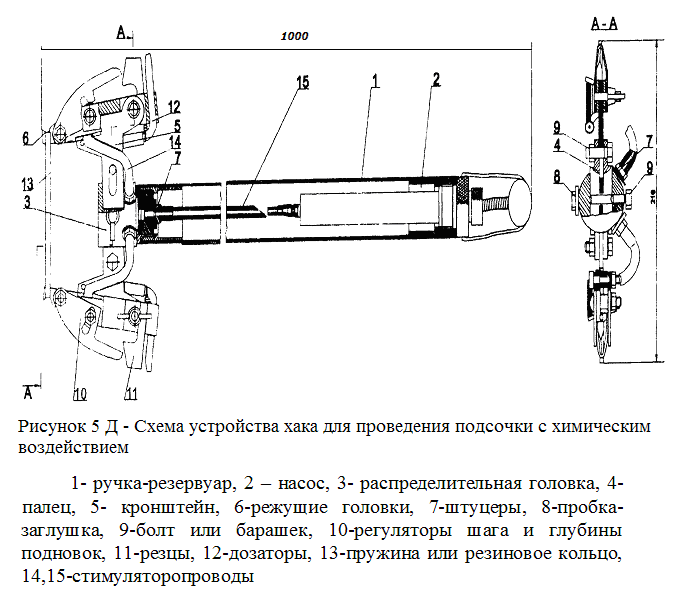 А
1000
А - А
15
1
2
12
5
14
7
6
13
3
9
4
8
7
9
210
А
10
11
Рисунок 5 Д - Схема устройства хака для проведения подсочки с химическим
воздействием
1- ручка-резервуар, 2 – насос, 3- распределительная головка, 4-
палец, 5- кронштейн, 6-режущие головки, 7-штуцеры, 8-пробка-
заглушка, 9-болт или барашек, 10-регуляторы шага и глубины
подновок, 11-резцы, 12-дозаторы, 13-пружина или резиновое кольцо,
14,15-стимуляторопроводы